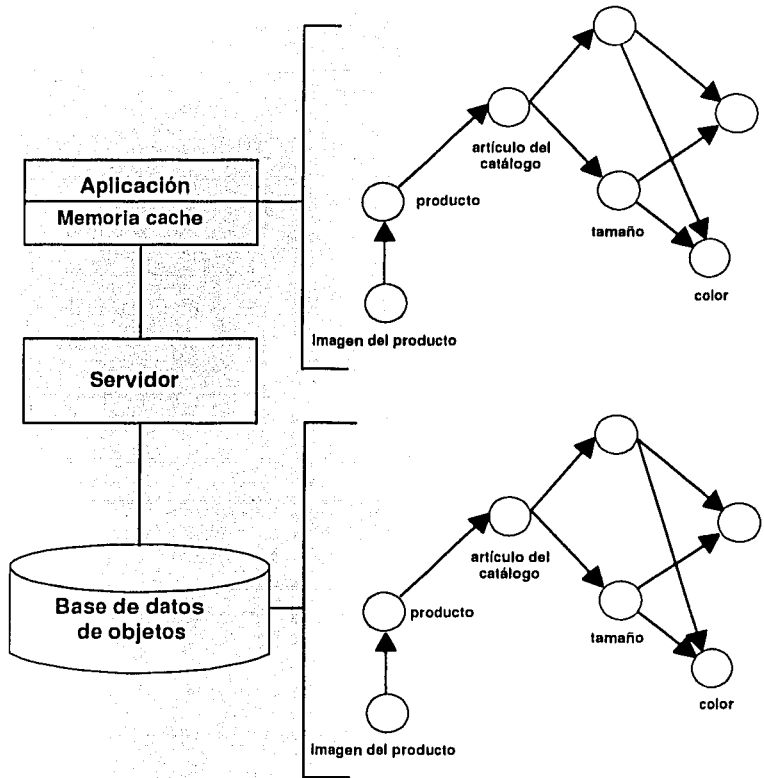 Aplicación
Memoria cache
Servidor
Base de datos
de objetos
artículo del
catálogo
producto
tamaño
color
Imagen del producto
artículo del
catálogo
producto
tamaño
color
Imagen del producto